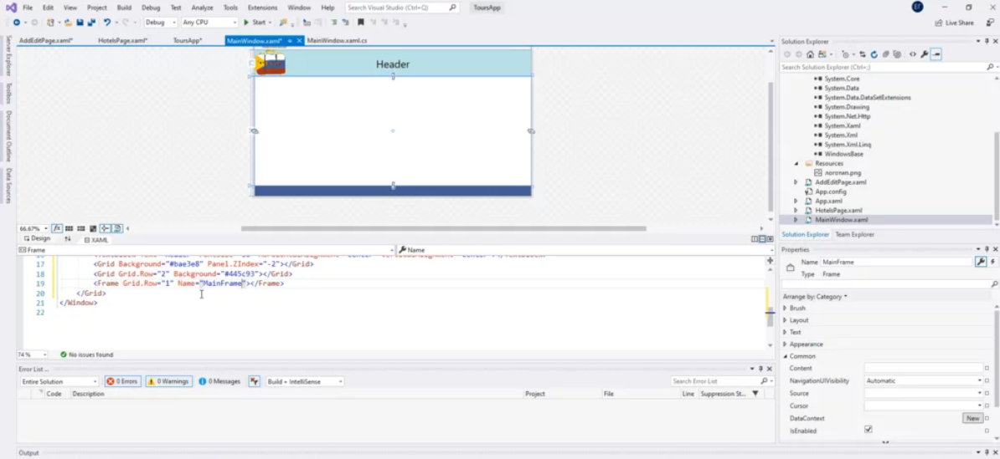 File Edit View Project Build Debug Test Analyze Tools Extensions Window Help Search Visual Studio (Ctrl+Q) ToursApp
Debug Any CPU Start Live Share
AddEditPage.xaml* HotelsPage.xaml* ToursApp* MainWindow.xaml* MainWindow.xaml.cs
Server Explorer
Toolbox
Document Outline
Data Sources
Header
66.67%
Design XAML
Frame Name
17 <Grid Background="#bae3e8" Panel.ZIndex="-2"></Grid>
18 <Grid Grid.Row="2" Background="#445c93"></Grid>
19 <Frame Grid.Row="1" Name="MainFrame"></Frame>
20 </Grid>
21 </Window>
22
74 % No issues found
Error List ...
Entire Solution 0 Errors 0 Warnings 0 Messages Build + IntelliSense Search Error List
Code Description Project File Line Suppression St...
Output
Solution Explorer
Search Solution Explorer (Ctrl+;)
System.Core
System.Data
System.Data.DataSetExtensions
System.Drawing
System.Net.Http
System.Xaml
System.Xml
System.Xml.Linq
WindowsBase
Resources
AddEditPage.xaml
App.config
App.xaml
HotelsPage.xaml
MainWindow.xaml
Solution Explorer Team Explorer
Properties
Name MainFrame
Type Frame
Arrange by: Category
Brush
Layout
Text
Appearance
Common
Content
NavigationUIVisibility Automatic
Source
Cursor
DataContext New
IsEnabled